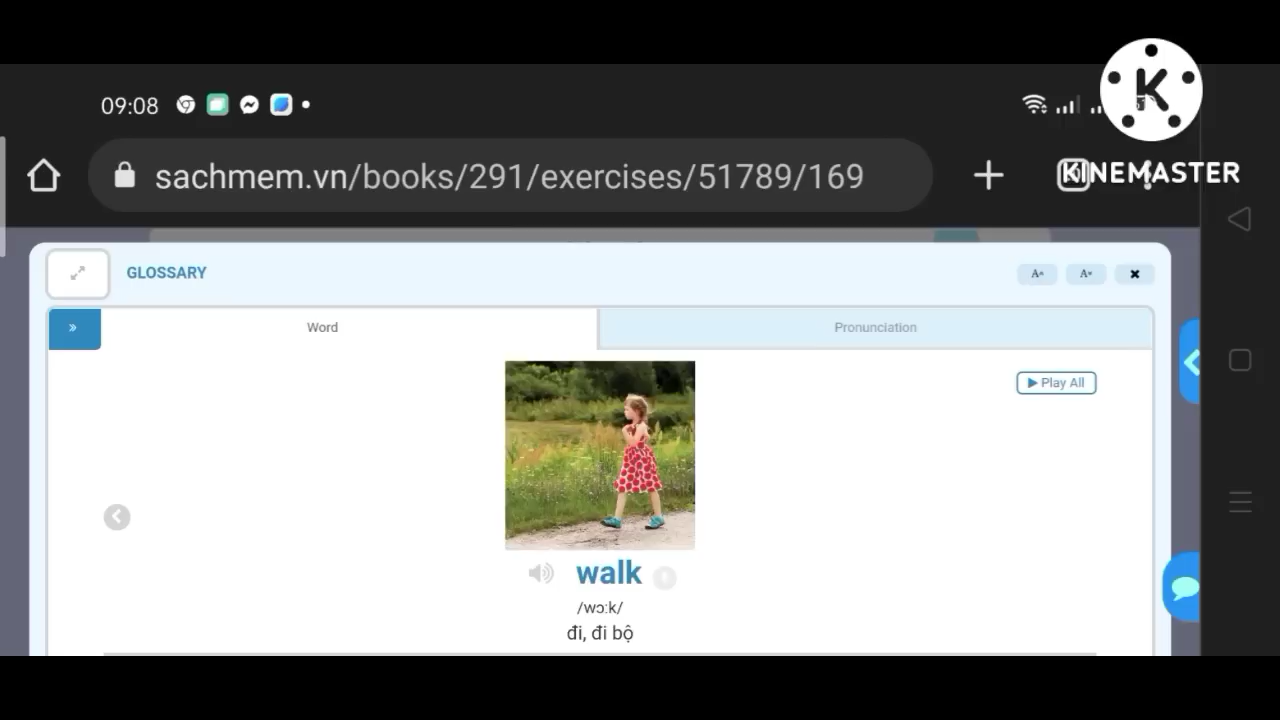 09:08
K
KINEMASTER
sachmem.vn/books/291/exercises/51789/169
GLOSSARY
A
A
Word
Pronunciation
Play All
walk
/wɔːk/
đi, đi bộ